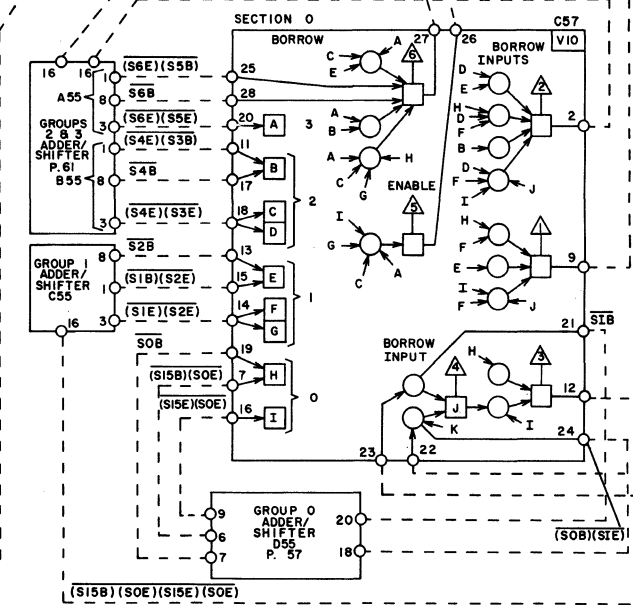 SECTION 0
C57
V10
BORROW
27
26
BORROW
INPUTS
16
16
(S6E)(S5B)
1
25
C
A
E
6
D
E
2
A55
8
S6B
28
3
(S6E)(S5E)
20
A
3
A
B
H
D
F
2
GROUPS
2 & 3
ADDER/
SHIFTER
P.61
B55
1
(S4E)(S3B)
11
B
B
8
S4B
17
2
A
H
C
G
D
F
I
J
ENABLE
3
(S4E)(S3E)
18
C
D
5
I
G
C
A
H
F
1
GROUP 1
ADDER/
SHIFTER
C55
8
S2B
13
E
E
9
1
(S1B)(S2E)
15
1
I
F
J
3
(S1E)(S2E)
14
F
G
16
S0B
19
21
S1B
BORROW
INPUT
(S15B)(S0E)
7
H
0
4
H
3
(S15E)(S0E)
16
I
J
12
K
I
24
23
22
9
GROUP 0
ADDER/
SHIFTER
D55
P. 57
20
6
18
7
(S0B)(S1E)
(S15B)(S0E)(S15E)(S0E)